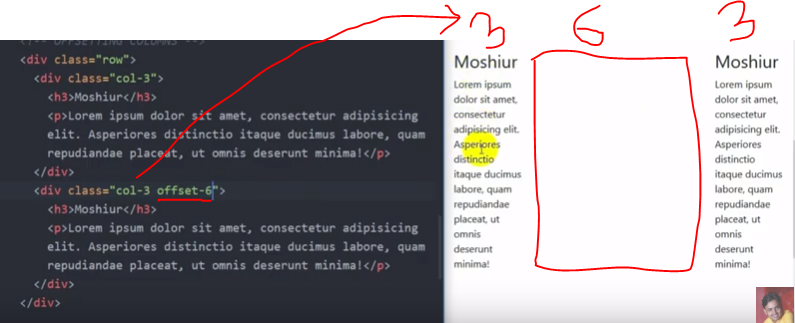 <!-- OFFSETTING COLUMNS -->
<div class="row">
<div class="col-3">
<h3>Moshiur</h3>
<p>Lorem ipsum dolor sit amet, consectetur adipisicing
elit. Asperiores distinctio itaque ducimus labore, quam
repudiandae placeat, ut omnis deserunt minima!</p>
</div>
<div class="col-3 offset-6">
<h3>Moshiur</h3>
<p>Lorem ipsum dolor sit amet, consectetur adipisicing
elit. Asperiores distinctio itaque ducimus labore, quam
repudiandae placeat, ut omnis deserunt minima!</p>
</div>
</div>
3 6 3
Moshiur
Lorem ipsum
dolor sit amet,
consectetur
adipisicing elit.
Asperiores
distinctio
itaque ducimus
labore, quam
repudiandae
placeat, ut
omnis
deserunt
minima!
Moshiur
Lorem ipsum
dolor sit amet,
consectetur
adipisicing elit.
Asperiores
distinctio
itaque ducimus
labore, quam
repudiandae
placeat, ut
omnis
deserunt
minima!